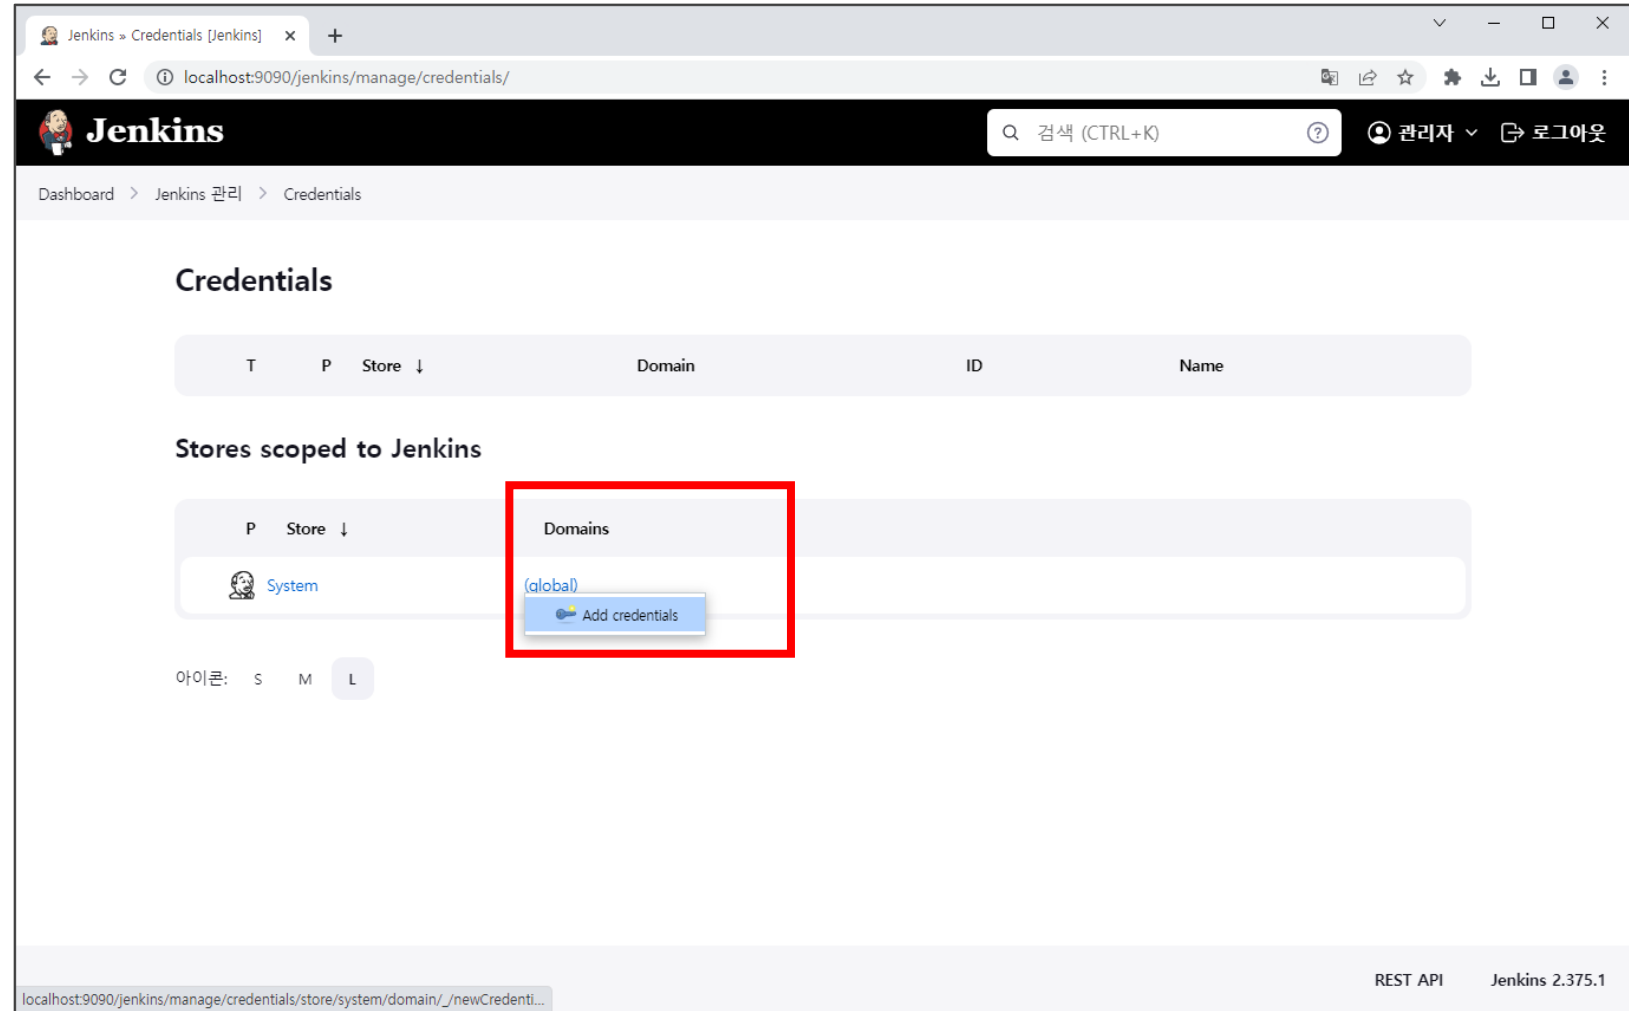 Jenkins » Credentials [Jenkins]
localhost:9090/jenkins/manage/credentials/
Jenkins
검색 (CTRL+K)
관리자
로그아웃
Dashboard > Jenkins 관리 > Credentials
Credentials
T P Store ↓ Domain ID Name
Stores scoped to Jenkins
P Store ↓ Domains
System (global)
Add credentials
아이콘: S M L
REST API Jenkins 2.375.1
localhost:9090/jenkins/manage/credentials/store/system/domain/_/newCredenti...